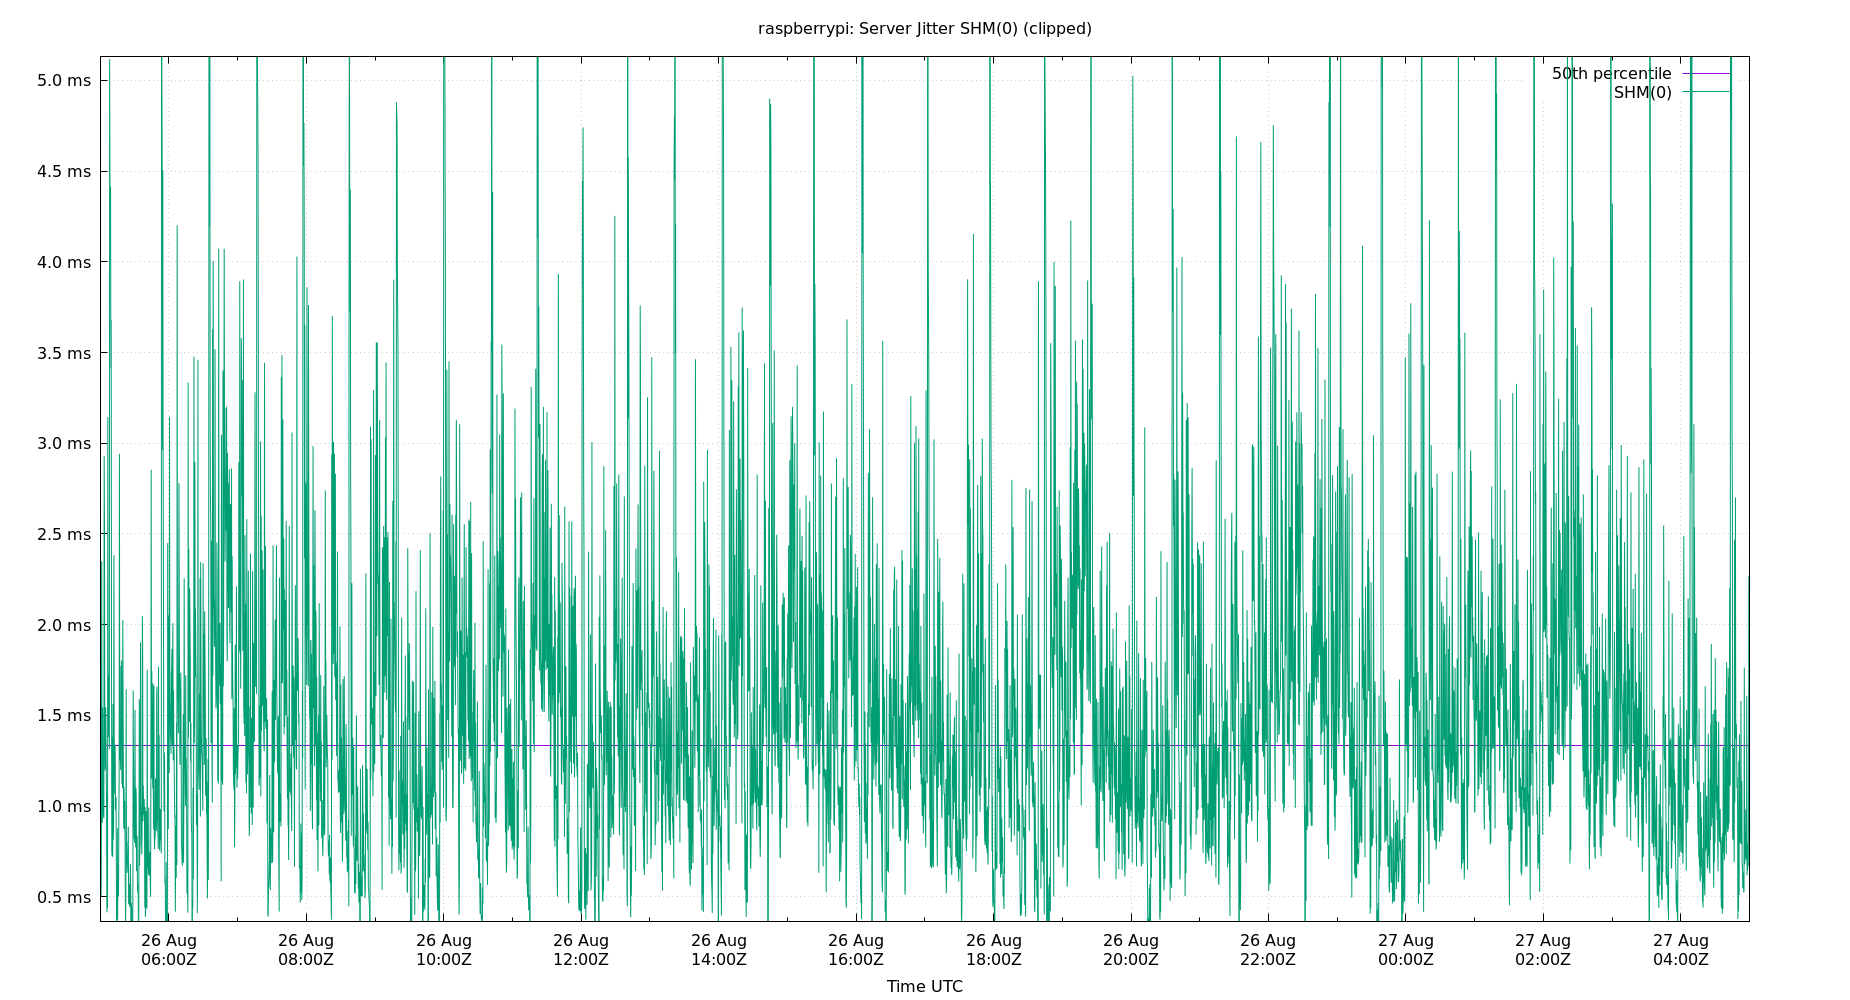 raspberrypi: Server Jitter SHM(0) (clipped)
5.0 ms
4.5 ms
4.0 ms
3.5 ms
3.0 ms
2.5 ms
2.0 ms
1.5 ms
1.0 ms
0.5 ms
50th percentile
SHM(0)
26 Aug 26 Aug 26 Aug 26 Aug 26 Aug 26 Aug 26 Aug 26 Aug 26 Aug 27 Aug 27 Aug 27 Aug
06:00Z 08:00Z 10:00Z 12:00Z 14:00Z 16:00Z 18:00Z 20:00Z 22:00Z 00:00Z 02:00Z 04:00Z
Time UTC